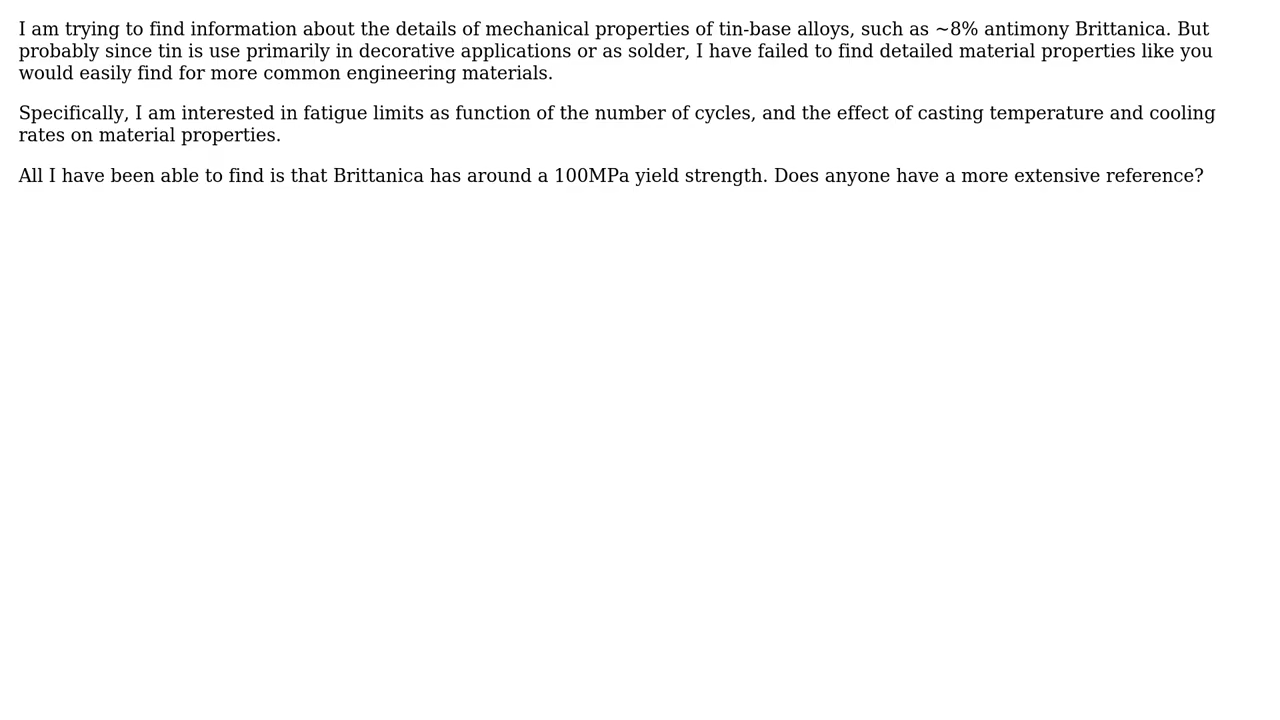 I am trying to find information about the details of mechanical properties of tin-base alloys, such as ~8% antimony Brittanica. But
probably since tin is use primarily in decorative applications or as solder, I have failed to find detailed material properties like you
would easily find for more common engineering materials.
Specifically, I am interested in fatigue limits as function of the number of cycles, and the effect of casting temperature and cooling
rates on material properties.
All I have been able to find is that Brittanica has around a 100MPa yield strength. Does anyone have a more extensive reference?